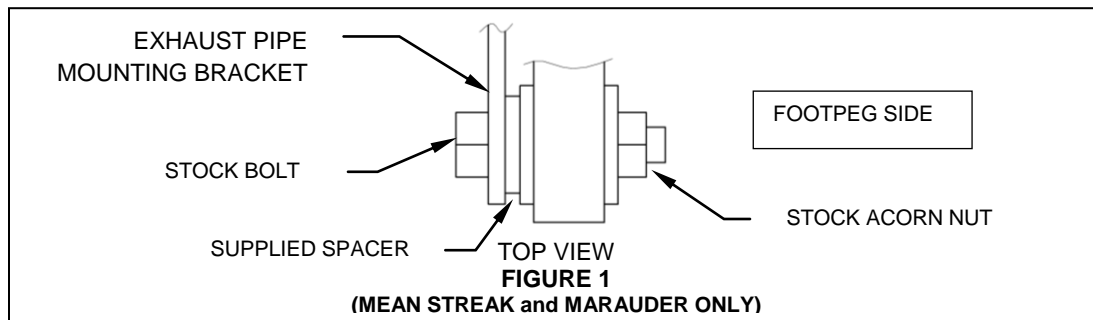 EXHAUST PIPE
MOUNTING BRACKET
FOOTPEG SIDE
STOCK BOLT
STOCK ACORN NUT
SUPPLIED SPACER
TOP VIEW
FIGURE 1
(MEAN STREAK and MARAUDER ONLY)